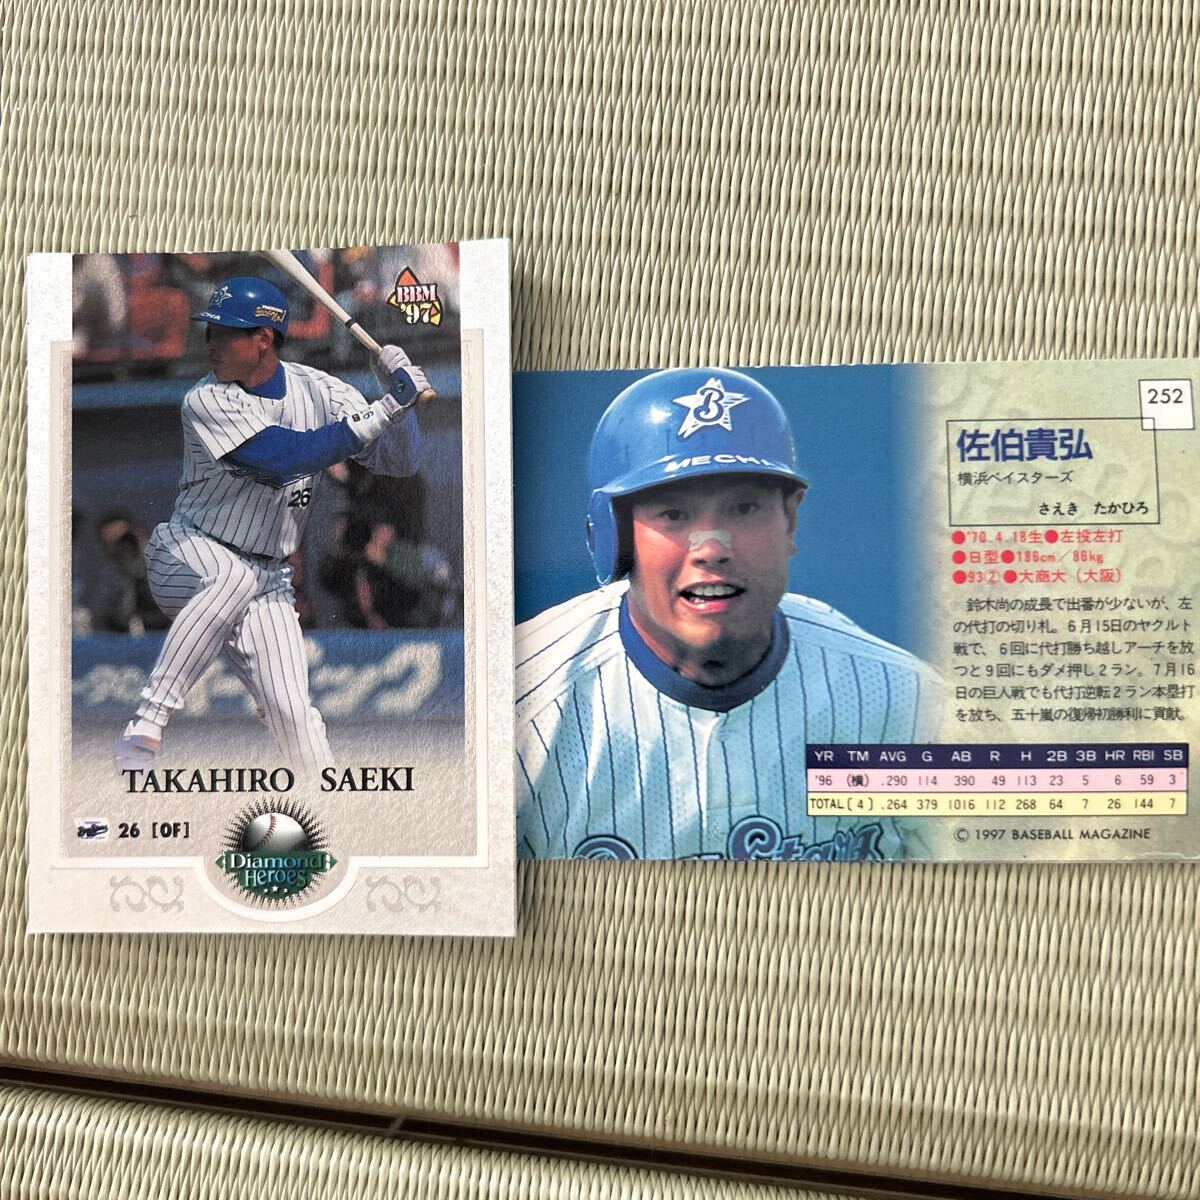 BBM
'97
B
MECHA
26
TAKAHIRO SAEKI
26 [OF]
Diamond
Heroes
252
B
MECHA
佐伯貴弘
横浜ベイスターズ
さえき たかひろ
●'70.4.18生●左投左打
●B型●186cm/86kg
●93②●大商大（大阪）
鈴木尚の成長で出番が少ないが、左
の代打の切り札。6月15日のヤクルト
戦で、6回に代打勝ち越しアーチを放
つと9回にもダメ押し2ラン。7月16
日の巨人戦でも代打逆転2ラン本塁打
を放ち、五十嵐の復帰初勝利に貢献。
YR TM AVG G AB R H 2B 3B HR RBI SB
'96 (横) .290 114 390 49 113 23 5 6 59 3
TOTAL(4) .264 379 1016 112 268 64 7 26 144 7
© 1997 BASEBALL MAGAZINE